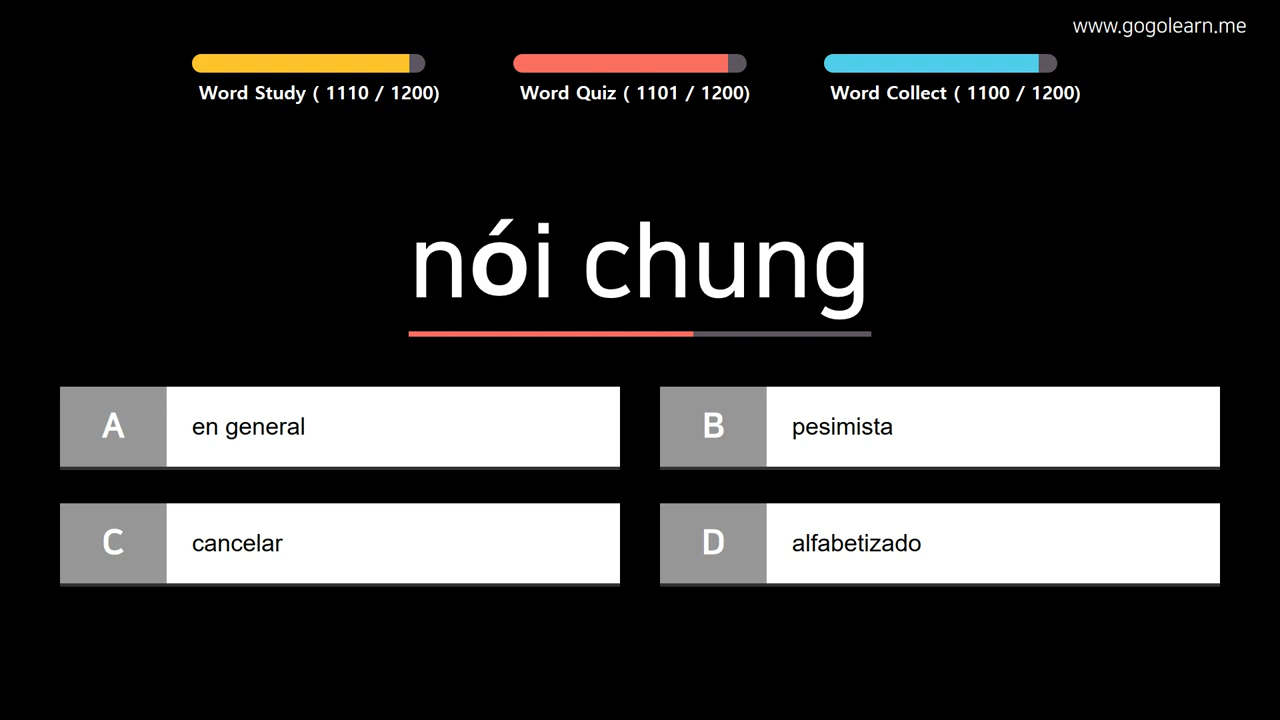 www.gogolearn.me
Word Study ( 1110 / 1200)
Word Quiz ( 1101 / 1200)
Word Collect ( 1100 / 1200)
nói chung
A en general
B pesimista
C cancelar
D alfabetizado